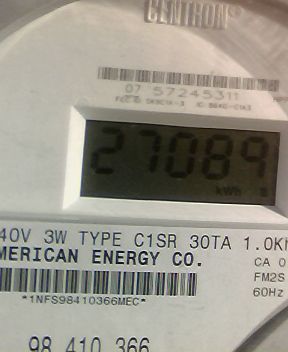 CENTRON
07 57245311
27089
kWh
40V 3W TYPE C1SR 30TA 1.0Kh
MERICAN ENERGY CO.
CA 0
FM2S
60Hz
*1NFS98410366MEC*
98 410 366